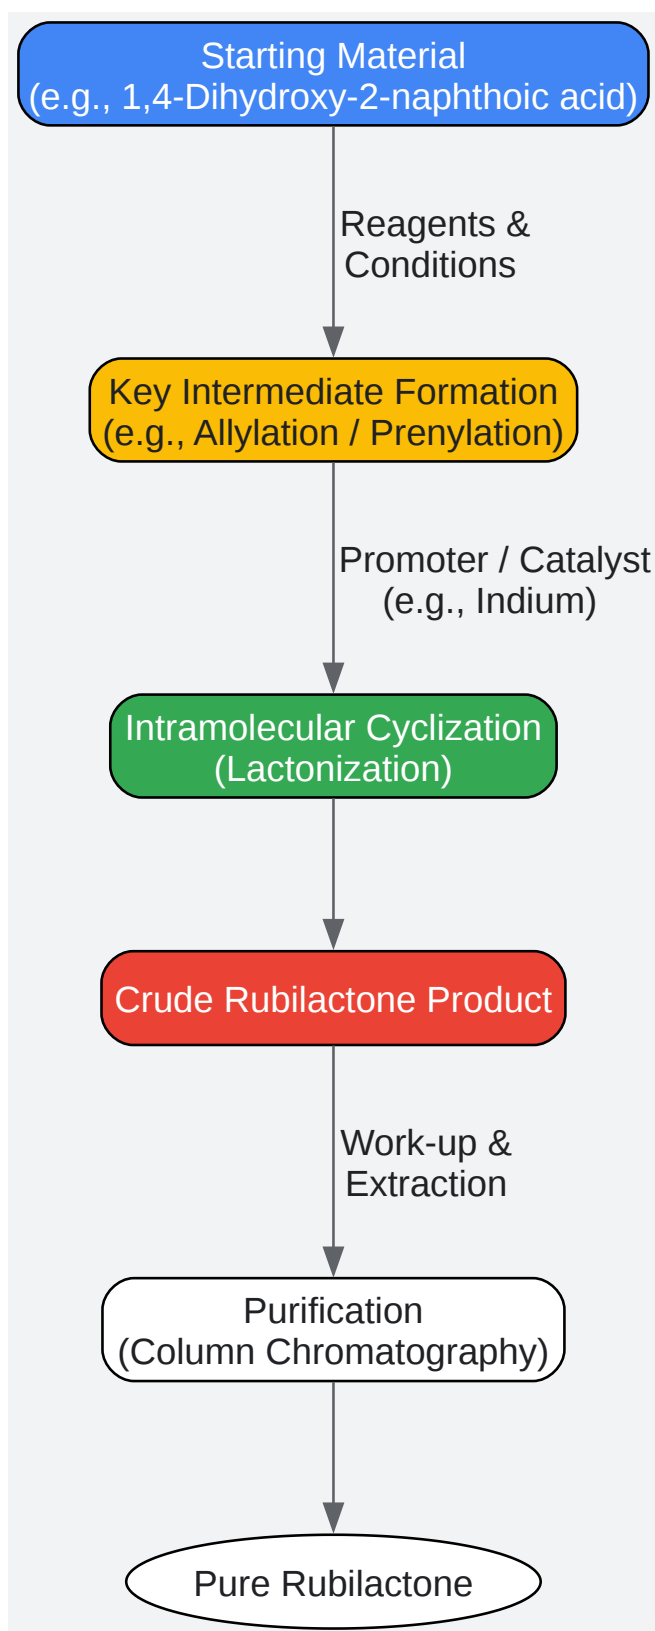 Starting Material
(e.g., 1,4-Dihydroxy-2-naphthoic acid)
Reagents &
Conditions
Key Intermediate Formation
(e.g., Allylation / Prenylation)
Promoter / Catalyst
(e.g., Indium)
Intramolecular Cyclization
(Lactonization)
Crude Rubilactone Product
Work-up &
Extraction
Purification
(Column Chromatography)
Pure Rubilactone